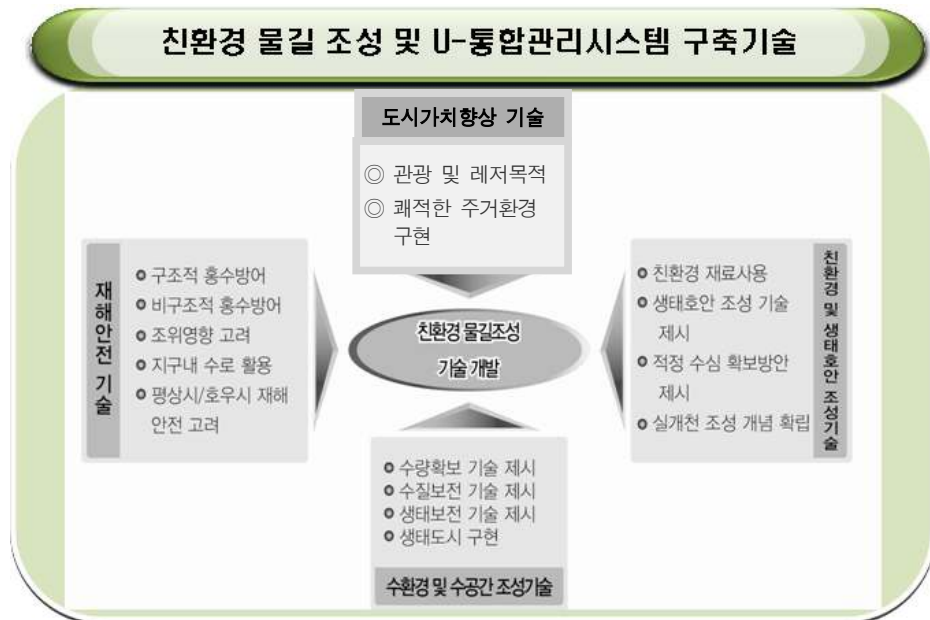 친환경 물길 조성 및 U-통합관리시스템 구축기술
도시가치향상 기술
◎ 관광 및 레저목적
◎ 쾌적한 주거환경
구현
재해안전 기술
구조적 홍수방어
비구조적 홍수방어
조위영향 고려
지구내 수로 활용
평상시/호우시 재해
안전 고려
친환경 물길조성
기술 개발
친환경 재료사용
생태호안 조성 기술
제시
적정 수심 확보방안
제시
실개천 조성 개념 확립
친환경 및 생태호안 조성기술
수량확보 기술 제시
수질보전 기술 제시
생태보전 기술 제시
생태도시 구현
수환경 및 수공간 조성기술